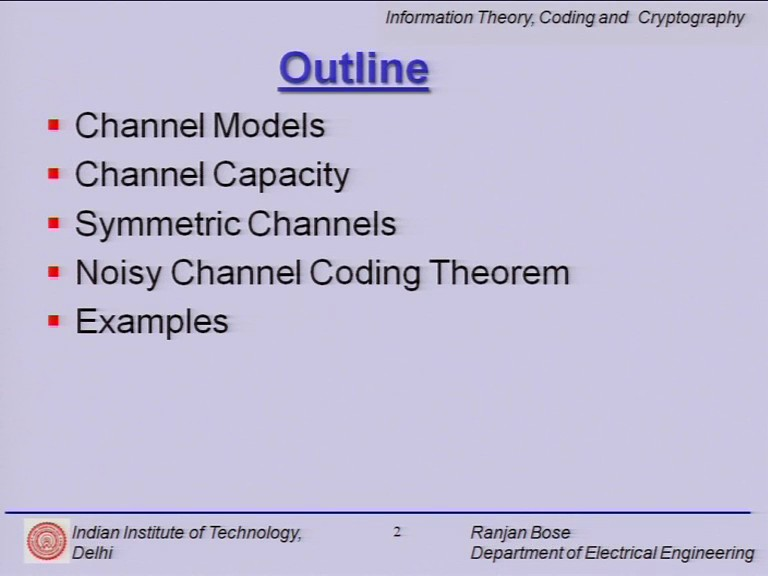 Information Theory, Coding and Cryptography
Outline
Channel Models
Channel Capacity
Symmetric Channels
Noisy Channel Coding Theorem
Examples
Indian Institute of Technology,
Delhi
2
Ranjan Bose
Department of Electrical Engineering